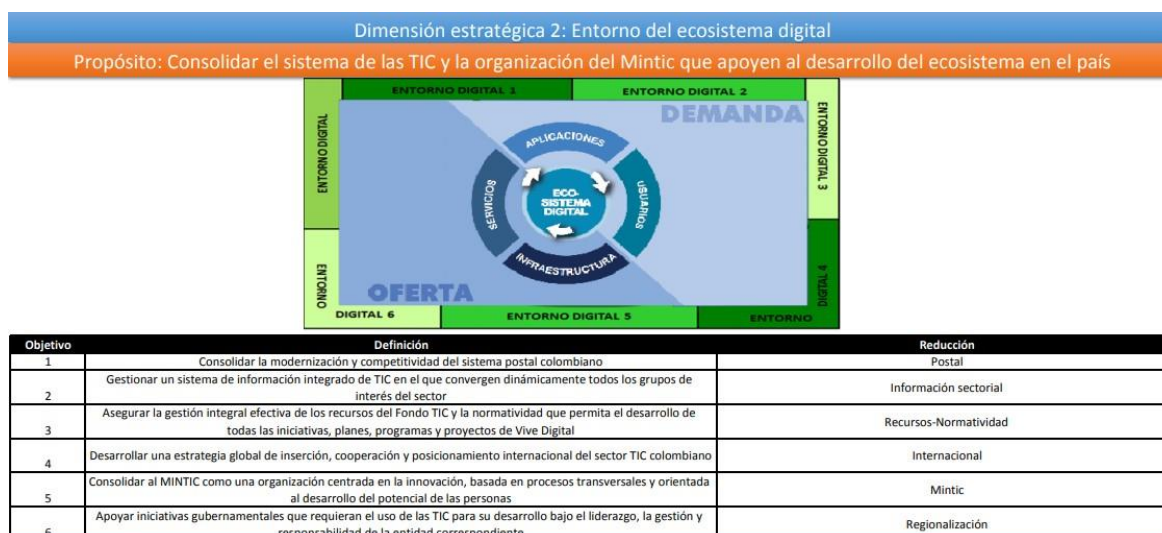 Dimensión estratégica 2: Entorno del ecosistema digital
Propósito: Consolidar el sistema de las TIC y la organización del Mintic que apoyen al desarrollo del ecosistema en el país
ENTORNO DIGITAL 1
ENTORNO DIGITAL 2
ENTORNO DIGITAL
DEMANDA
ENTORNO DIGITAL 3
APLICACIONES
SERVICIOS
ECO-
SISTEMA
DIGITAL
USUARIOS
INFRAESTRUCTURA
OFERTA
ENTORNO
DIGITAL 4
DIGITAL 6
ENTORNO DIGITAL 5
ENTORNO
Objetivo Definición Reducción
1 Consolidar la modernización y competitividad del sistema postal colombiano Postal
Gestionar un sistema de información integrado de TIC en el que convergen dinámicamente todos los grupos de
2 interés del sector Información sectorial
Asegurar la gestión integral efectiva de los recursos del Fondo TIC y la normatividad que permita el desarrollo de
3 todas las iniciativas, planes, programas y proyectos de Vive Digital Recursos-Normatividad
4 Desarrollar una estrategia global de inserción, cooperación y posicionamiento internacional del sector TIC colombiano Internacional
Consolidar al MINTIC como una organización centrada en la innovación, basada en procesos transversales y orientada
5 al desarrollo del potencial de las personas Mintic
Apoyar iniciativas gubernamentales que requieran el uso de las TIC para su desarrollo bajo el liderazgo, la gestión y
6 responsabilidad de la entidad correspondiente Regionalización